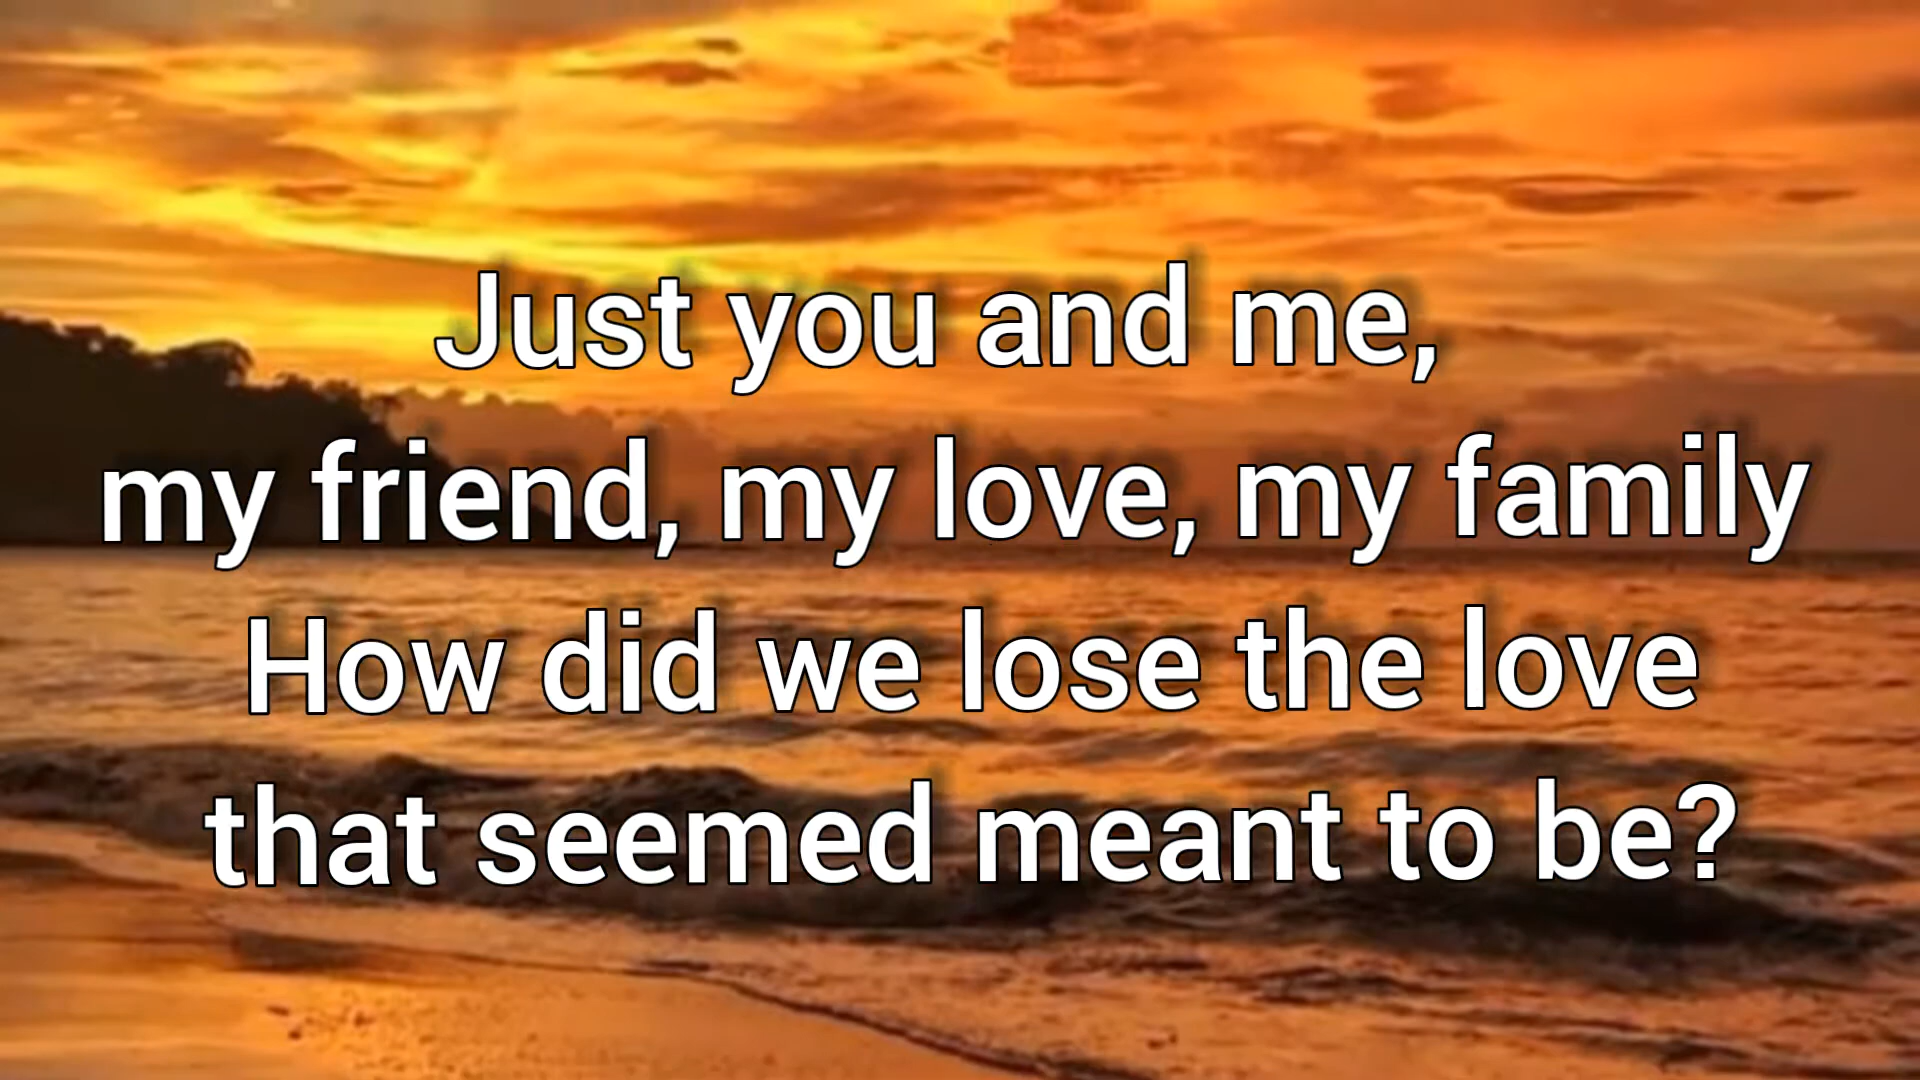 Just you and me,
my friend, my love, my family
How did we lose the love
that seemed meant to be?